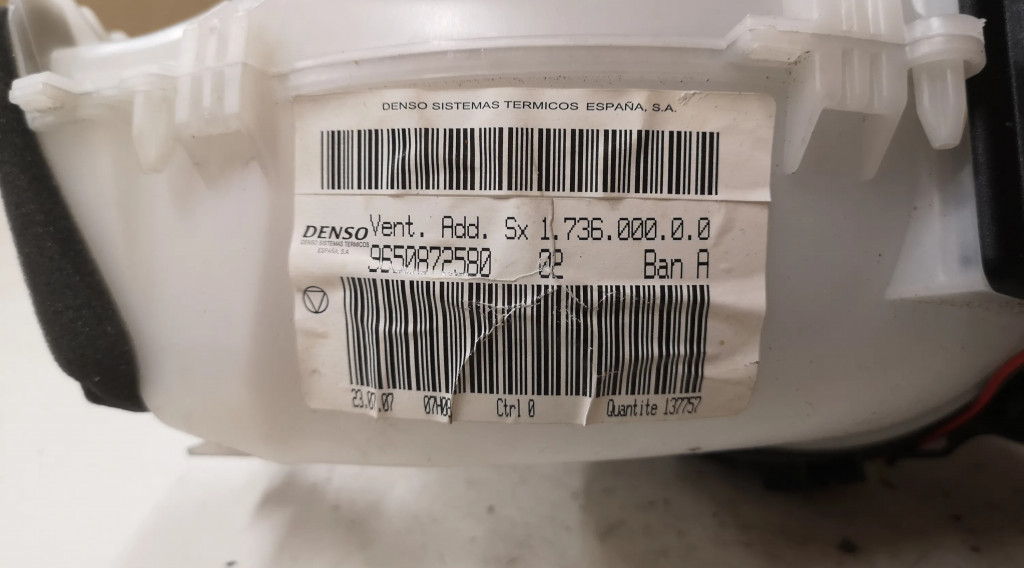 DENSO SISTEMAS TERMICOS ESPAÑA, S.A.
DENSO Vent. Add. Sx 1.736.000.0.0
DENSO SISTEMAS TERMICOS
ESPAÑA, S.A.
9650872580 02 Ban A
23.07.07 07H06 Ctrl 0 Quantite 137757